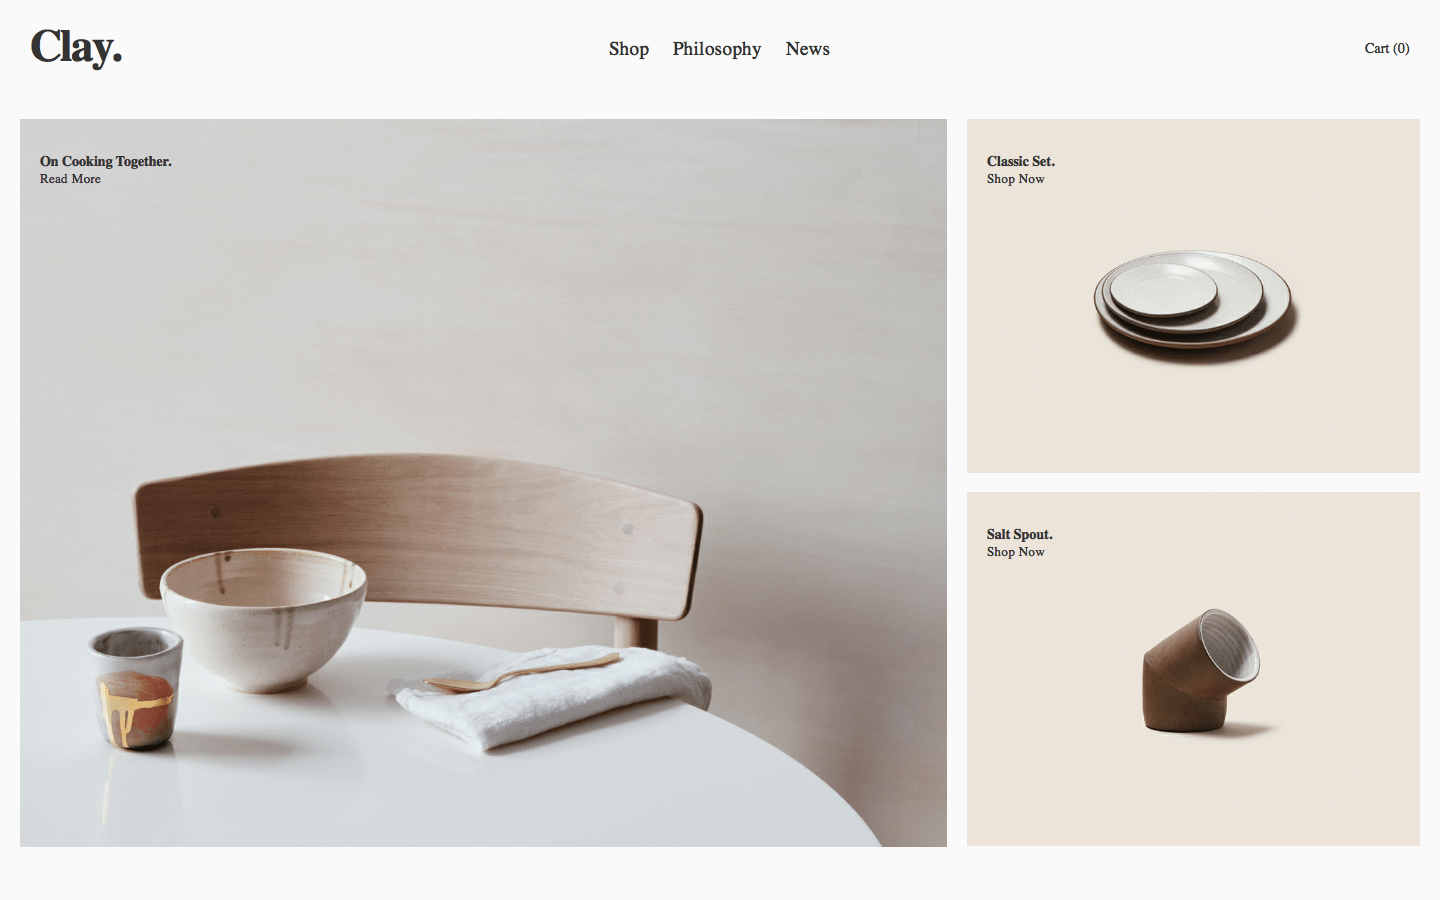 Clay.
Shop Philosophy News
Cart (0)
On Cooking Together.
Read More
Classic Set.
Shop Now
Salt Spout.
Shop Now